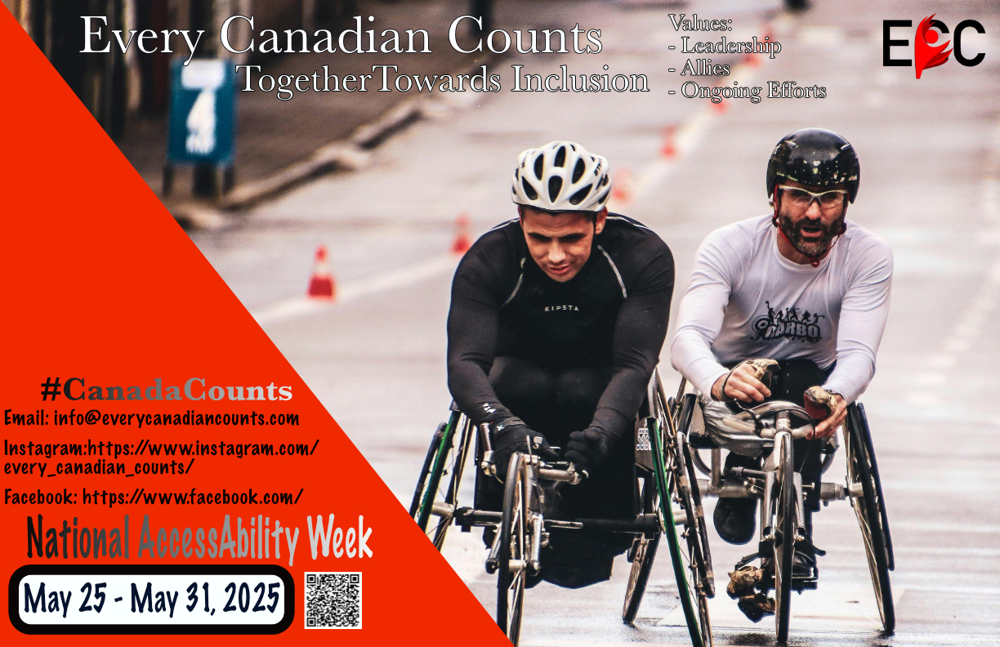 Every Canadian Counts
TogetherTowards Inclusion
Values:
- Leadership
- Allies
- Ongoing Efforts
ECC
7
KIPSTA
#CanadaCounts
Email: info@everycanadiancounts.com
Instagram:https://www.instagram.com/
every_canadian_counts/
Facebook: https://www.facebook.com/
National AccessAbility Week
May 25 - May 31, 2025